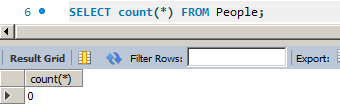 6 SELECT count(*) FROM People;
Result Grid Filter Rows: Export:
count(*)
0